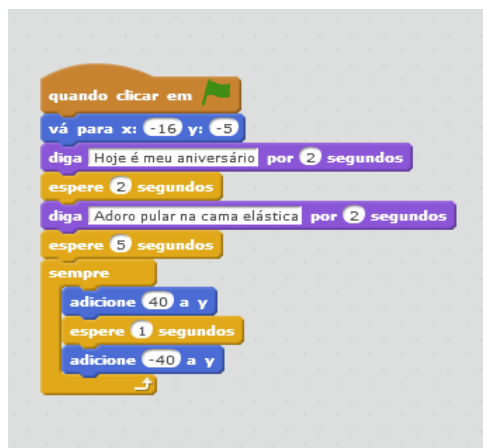 quando clicar em
vá para x: -16 y: -5
diga Hoje é meu aniversário por 2 segundos
espere 2 segundos
diga Adoro pular na cama elástica por 2 segundos
espere 5 segundos
sempre
adicione 40 a y
espere 1 segundos
adicione -40 a y